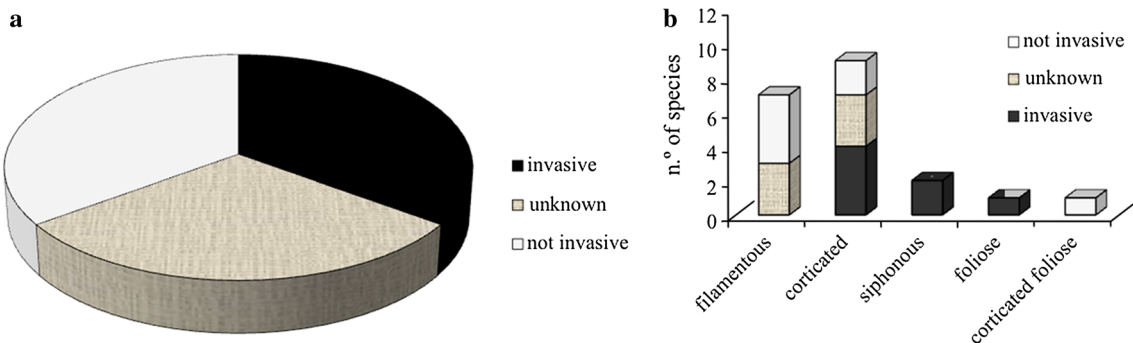 a
invasive
unknown
not invasive
b
n.º of species
12
10
8
6
4
2
0
not invasive
unknown
invasive
filamentous
corticated
siphonous
foliose
corticated foliose